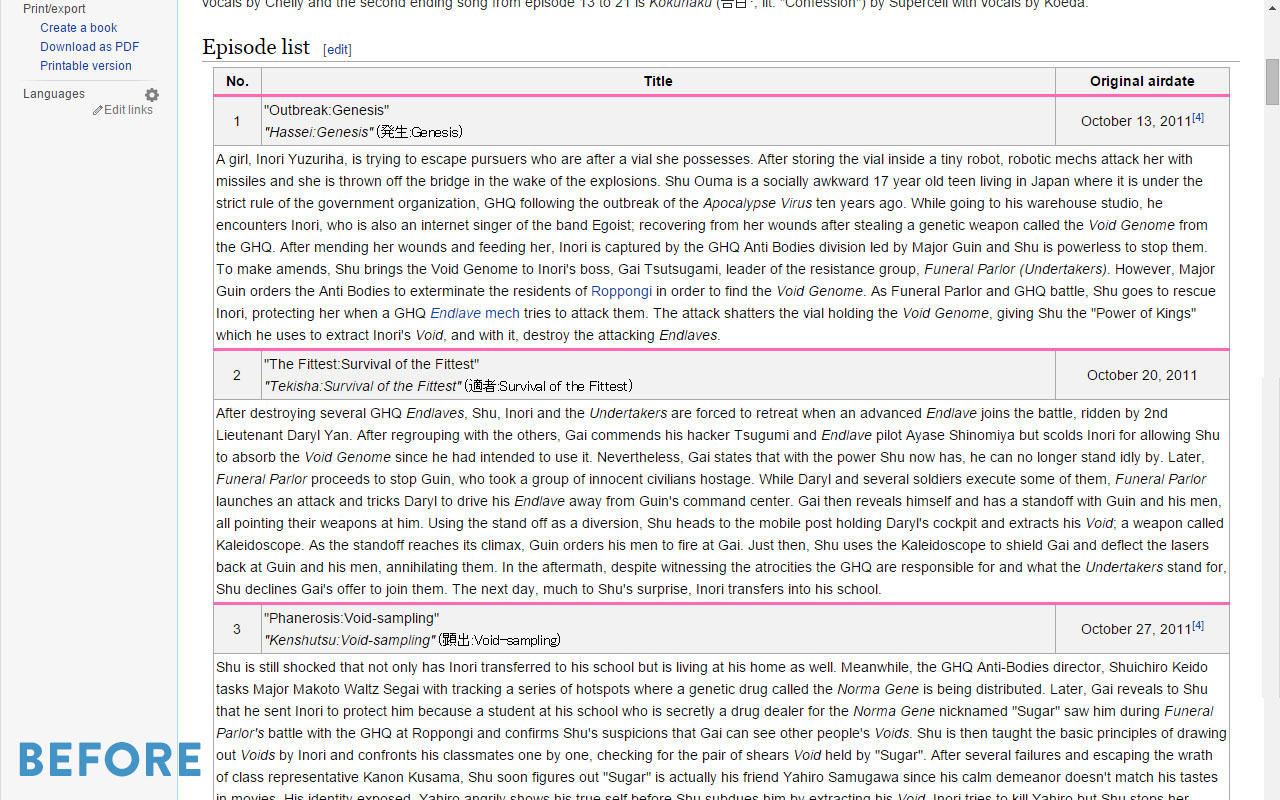 Print/export
Create a book
Download as PDF
Printable version
Languages
Edit links
vocals by Chelly and the second ending song from episode 13 to 21 is Kokuhaku (告白, lit. "Confession") by Supercell with vocals by Koeda.
Episode list [edit]
No. Title Original airdate
1 "Outbreak:Genesis"
"Hassei:Genesis" (発生:Genesis) October 13, 2011[4]
A girl, Inori Yuzuriha, is trying to escape pursuers who are after a vial she possesses. After storing the vial inside a tiny robot, robotic mechs attack her with
missiles and she is thrown off the bridge in the wake of the explosions. Shu Ouma is a socially awkward 17 year old teen living in Japan where it is under the
strict rule of the government organization, GHQ following the outbreak of the Apocalypse Virus ten years ago. While going to his warehouse studio, he
encounters Inori, who is also an internet singer of the band Egoist; recovering from her wounds after stealing a genetic weapon called the Void Genome from
the GHQ. After mending her wounds and feeding her, Inori is captured by the GHQ Anti Bodies division led by Major Guin and Shu is powerless to stop them.
To make amends, Shu brings the Void Genome to Inori's boss, Gai Tsutsugami, leader of the resistance group, Funeral Parlor (Undertakers). However, Major
Guin orders the Anti Bodies to exterminate the residents of Roppongi in order to find the Void Genome. As Funeral Parlor and GHQ battle, Shu goes to rescue
Inori, protecting her when a GHQ Endlave mech tries to attack them. The attack shatters the vial holding the Void Genome, giving Shu the "Power of Kings"
which he uses to extract Inori's Void, and with it, destroy the attacking Endlaves.
2 "The Fittest:Survival of the Fittest"
"Tekisha:Survival of the Fittest" (適者:Survival of the Fittest) October 20, 2011
After destroying several GHQ Endlaves, Shu, Inori and the Undertakers are forced to retreat when an advanced Endlave joins the battle, ridden by 2nd
Lieutenant Daryl Yan. After regrouping with the others, Gai commends his hacker Tsugumi and Endlave pilot Ayase Shinomiya but scolds Inori for allowing Shu
to absorb the Void Genome since he had intended to use it. Nevertheless, Gai states that with the power Shu now has, he can no longer stand idly by. Later,
Funeral Parlor proceeds to stop Guin, who took a group of innocent civilians hostage. While Daryl and several soldiers execute some of them, Funeral Parlor
launches an attack and tricks Daryl to drive his Endlave away from Guin's command center. Gai then reveals himself and has a standoff with Guin and his men,
all pointing their weapons at him. Using the stand off as a diversion, Shu heads to the mobile post holding Daryl's cockpit and extracts his Void; a weapon called
Kaleidoscope. As the standoff reaches its climax, Guin orders his men to fire at Gai. Just then, Shu uses the Kaleidoscope to shield Gai and deflect the lasers
back at Guin and his men, annihilating them. In the aftermath, despite witnessing the atrocities the GHQ are responsible for and what the Undertakers stand for,
Shu declines Gai's offer to join them. The next day, much to Shu's surprise, Inori transfers into his school.
3 "Phanerosis:Void-sampling"
"Kenshutsu:Void-sampling" (顕出:Void-sampling) October 27, 2011[4]
Shu is still shocked that not only has Inori transferred to his school but is living at his home as well. Meanwhile, the GHQ Anti-Bodies director, Shuichiro Keido
tasks Major Makoto Waltz Segai with tracking a series of hotspots where a genetic drug called the Norma Gene is being distributed. Later, Gai reveals to Shu
that he sent Inori to protect him because a student at his school who is secretly a drug dealer for the Norma Gene nicknamed "Sugar" saw him during Funeral
Parlor's battle with the GHQ at Roppongi and confirms Shu's suspicions that Gai can see other people's Voids. Shu is then taught the basic principles of drawing
out Voids by Inori and confronts his classmates one by one, checking for the pair of shears Void held by "Sugar". After several failures and escaping the wrath
of class representative Kanon Kusama, Shu soon figures out "Sugar" is actually his friend Yahiro Samugawa since his calm demeanor doesn't match his tastes
in movies. His identity exposed, Yahiro angrily shows his true self before Shu subdues him by extracting his Void. Inori tries to kill Yahiro but Shu stops her
BEFORE